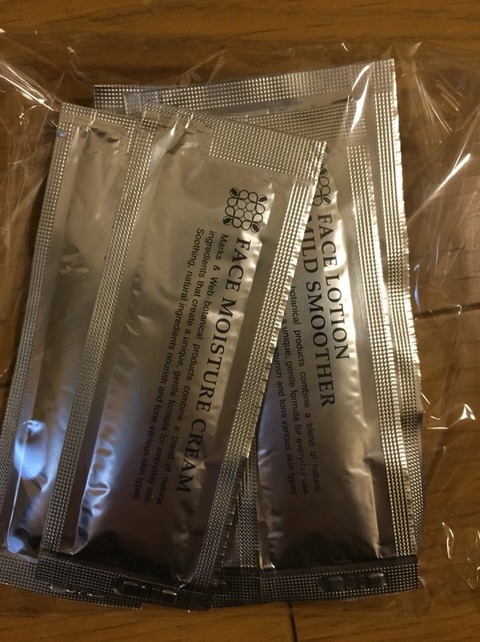 FACE MOISTURE CREAM
Marks & Web botanical products combine a blend of natural
ingredients that create a unique, gentle formula for everyday use.
Soothing, natural ingredients nourish and tone various skin types
FACE LOTION
MILD SMOOTHER
botanical products combine a blend of natural
unique, gentle formula for everyday use.
and tone various skin types